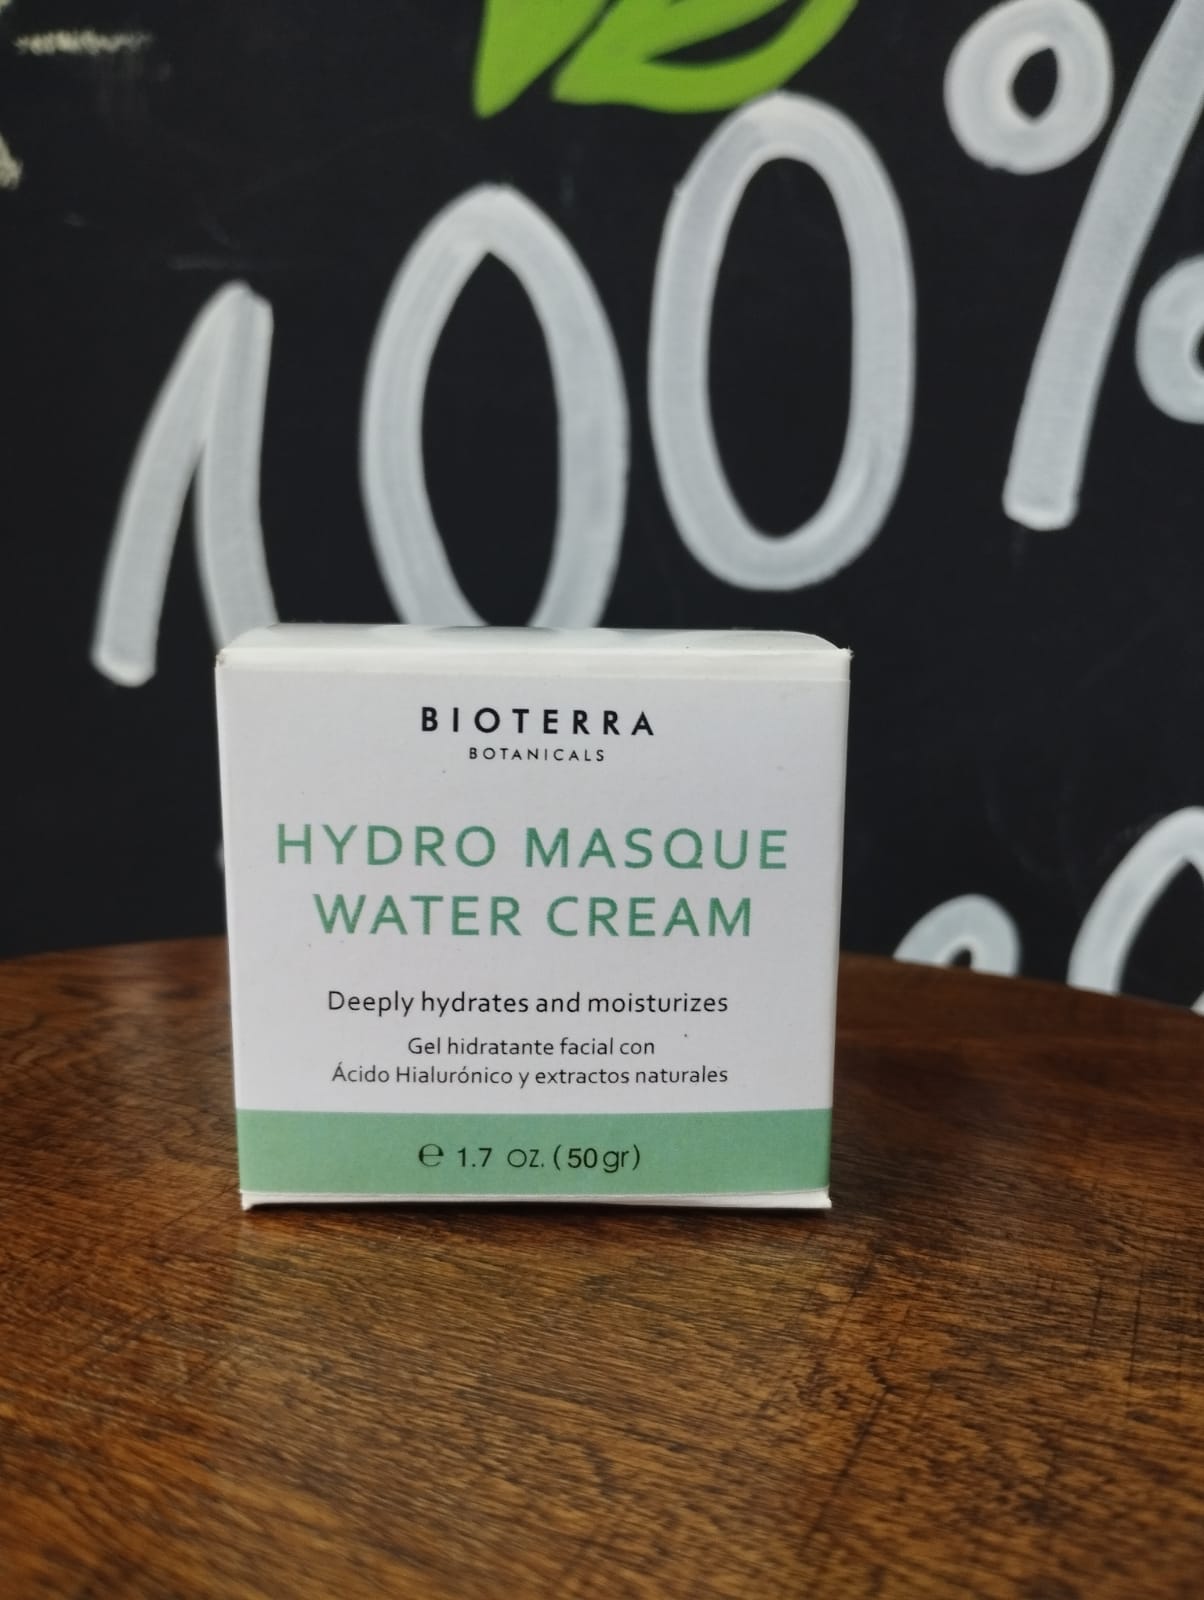 100%
BIOTERRA
BOTANICALS
HYDRO MASQUE
WATER CREAM
Deeply hydrates and moisturizes
Gel hidratante facial con
Ácido Hialurónico y extractos naturales
℮ 1.7 OZ. (50gr)